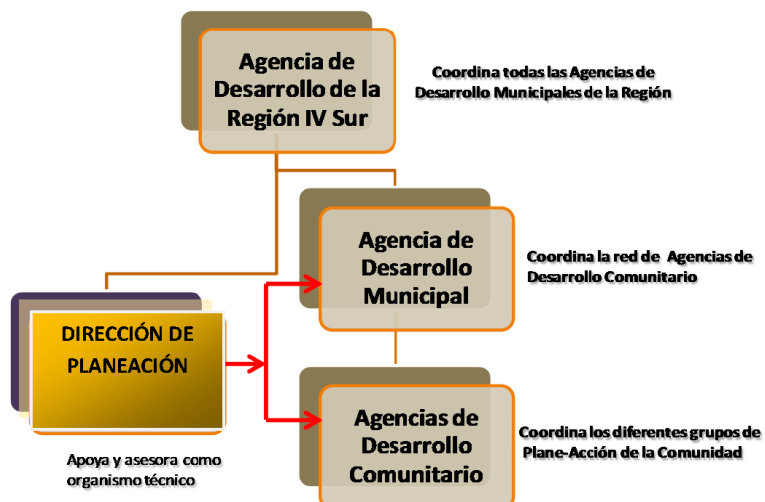 Agencia de
Desarrollo de la
Región IV Sur
Coordina todas las Agencias de
Desarrollo Municipales de la Región
Agencia de
Desarrollo
Municipal
Coordina la red de Agencias de
Desarrollo Comunitario
DIRECCIÓN DE
PLANEACIÓN
Apoya y asesora como
organismo técnico
Agencias de
Desarrollo
Comunitario
Coordina los diferentes grupos de
Plane-Acción de la Comunidad